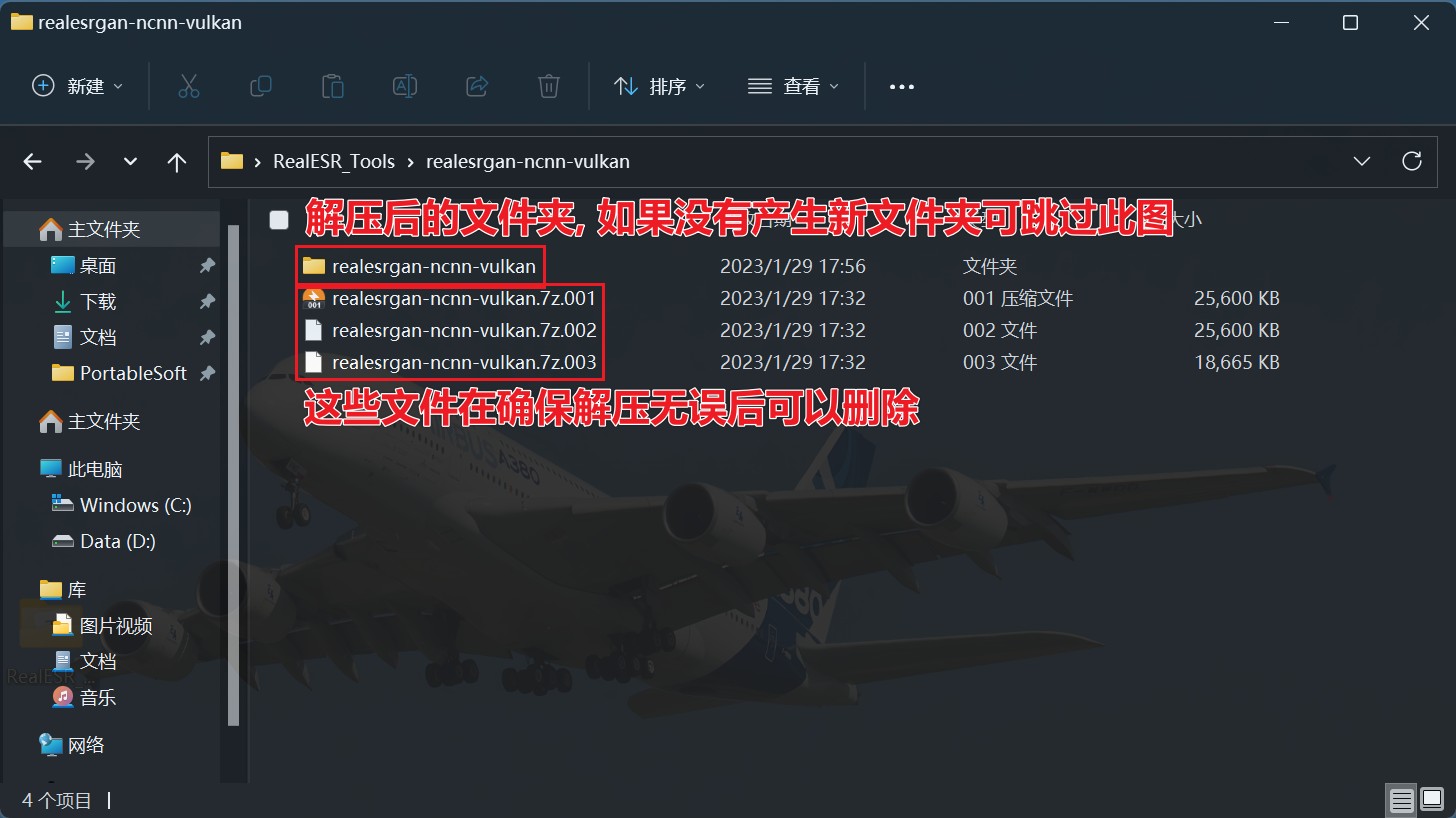 realesrgan-ncnn-vulkan
新建
排序
查看
RealESR_Tools
realesrgan-ncnn-vulkan
解压后的文件夹, 如果没有产生新文件夹可跳过此图
大小
realesrgan-ncnn-vulkan 2023/1/29 17:56 文件夹
realesrgan-ncnn-vulkan.7z.001 2023/1/29 17:32 001 压缩文件 25,600 KB
realesrgan-ncnn-vulkan.7z.002 2023/1/29 17:32 002 文件 25,600 KB
realesrgan-ncnn-vulkan.7z.003 2023/1/29 17:32 003 文件 18,665 KB
这些文件在确保解压无误后可以删除
主文件夹
桌面
下载
文档
PortableSoft
主文件夹
此电脑
Windows (C:)
Data (D:)
库
图片视频
文档
音乐
网络
RealESR_...
A380
4 个项目